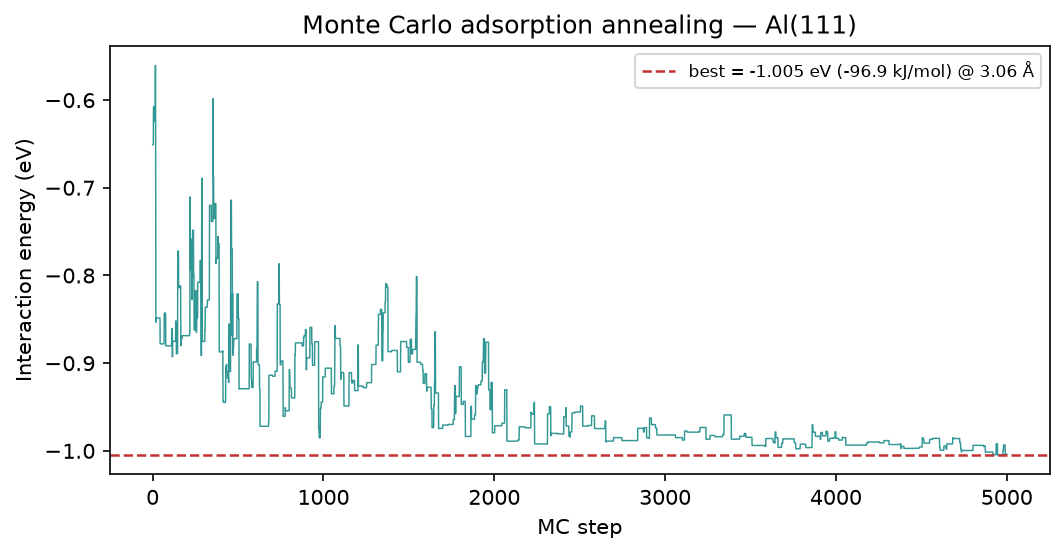 Monte Carlo adsorption annealing — Al(111)
best = -1.005 eV (-96.9 kJ/mol) @ 3.06 Å
Interaction energy (eV)
−0.6
−0.7
−0.8
−0.9
−1.0
0 1000 2000 3000 4000 5000
MC step